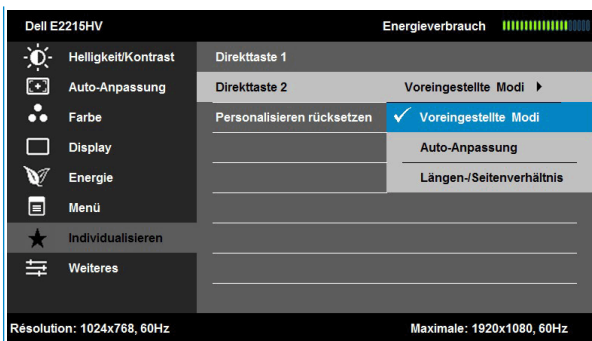 Dell E2215HV Energieverbrauch
Helligkeit/Kontrast Direkttaste 1
Auto-Anpassung Direkttaste 2 Voreingestellte Modi
Farbe Personalisieren rücksetzen Voreingestellte Modi
Display Auto-Anpassung
Energie Längen-/Seitenverhältnis
Menü
Individualisieren
Weiteres
Résolution: 1024x768, 60Hz Maximale: 1920x1080, 60Hz